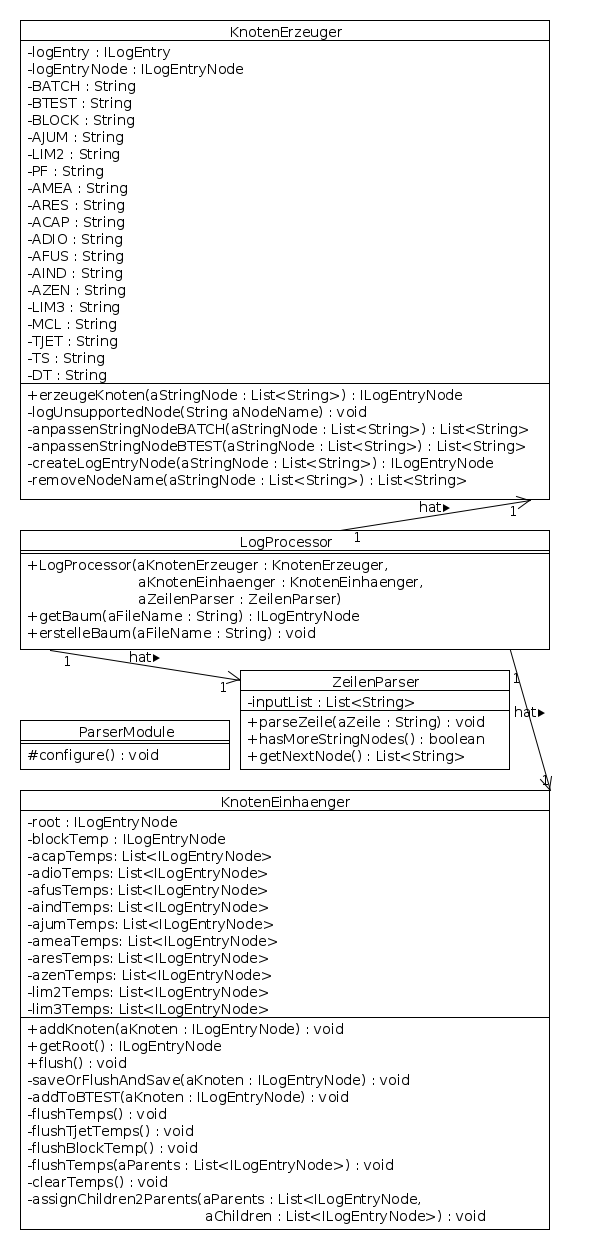 KnotenErzeuger
-logEntry : ILogEntry
-logEntryNode : ILogEntryNode
-BATCH : String
-BTEST : String
-BLOCK : String
-AJUM : String
-LIM2 : String
-PF : String
-AMEA : String
-ARES : String
-ACAP : String
-ADIO : String
-AFUS : String
-AIND : String
-AZEN : String
-LIM3 : String
-MCL : String
-TJET : String
-TS : String
-DT : String
+erzeugeKnoten(aStringNode : List<String>) : ILogEntryNode
-logUnsupportedNode(String aNodeName) : void
-anpassenStringNodeBATCH(aStringNode : List<String>) : List<String>
-anpassenStringNodeBTEST(aStringNode : List<String>) : List<String>
-createLogEntryNode(aStringNode : List<String>) : ILogEntryNode
-removeNodeName(aStringNode : List<String>) : List<String>
hat▶
1
1
LogProcessor
+LogProcessor(aKnotenErzeuger : KnotenErzeuger,
aKnotenEinhaenger : KnotenEinhaenger,
aZeilenParser : ZeilenParser)
+getBaum(aFileName : String) : ILogEntryNode
+erstelleBaum(aFileName : String) : void
1
hat▶
1
1
hat▶
1
ZeilenParser
-inputList : List<String>
+parseZeile(aZeile : String) : void
+hasMoreStringNodes() : boolean
+getNextNode() : List<String>
ParserModule
#configure() : void
KnotenEinhaenger
-root : ILogEntryNode
-blockTemp : ILogEntryNode
-acapTemps: List<ILogEntryNode>
-adioTemps: List<ILogEntryNode>
-afusTemps: List<ILogEntryNode>
-aindTemps: List<ILogEntryNode>
-ajumTemps: List<ILogEntryNode>
-ameaTemps: List<ILogEntryNode>
-aresTemps: List<ILogEntryNode>
-azenTemps: List<ILogEntryNode>
-lim2Temps: List<ILogEntryNode>
-lim3Temps: List<ILogEntryNode>
+addKnoten(aKnoten : ILogEntryNode) : void
+getRoot() : ILogEntryNode
+flush() : void
-saveOrFlushAndSave(aKnoten : ILogEntryNode) : void
-addToBTEST(aKnoten : ILogEntryNode) : void
-flushTemps() : void
-flushTjetTemps() : void
-flushBlockTemp() : void
-flushTemps(aParents : List<ILogEntryNode>) : void
-clearTemps() : void
-assignChildren2Parents(aParents : List<ILogEntryNode,
aChildren : List<ILogEntryNode>) : void